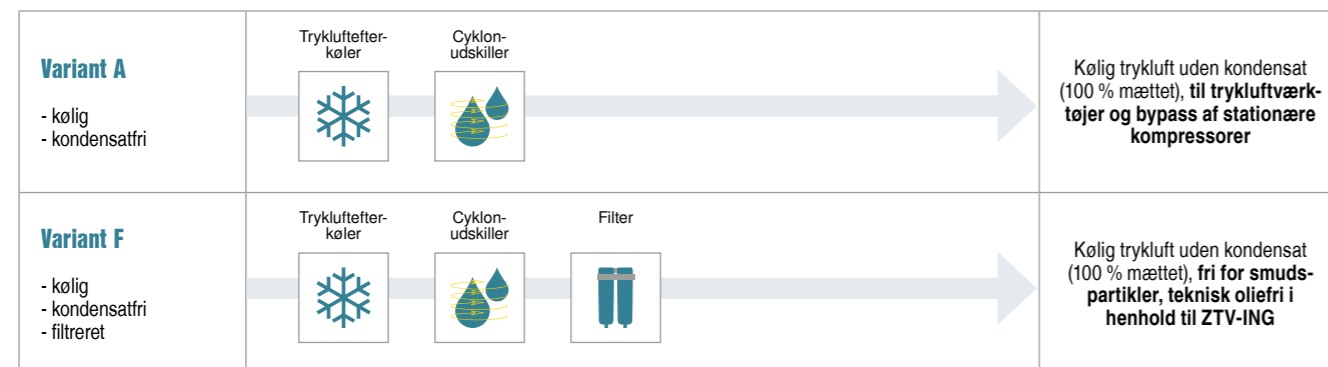 Variant A
- kølig
- kondensatfri
Trykluftefter-
køler
Cyklon-
udskiller
Kølig trykluft uden kondensat
(100 % mættet), til trykluftværk-
tøjer og bypass af stationære
kompressorer
Variant F
- kølig
- kondensatfri
- filtreret
Trykluftefter-
køler
Cyklon-
udskiller
Filter
Kølig trykluft uden kondensat
(100 % mættet), fri for smuds-
partikler, teknisk oliefri i
henhold til ZTV-ING